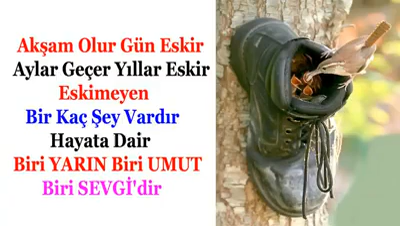 Akşam Olur Gün Eskir
Aylar Geçer Yıllar Eskir
Eskimeyen
Bir Kaç Şey Vardır
Hayata Dair
Biri YARIN Biri UMUT
Biri SEVGİ'dir